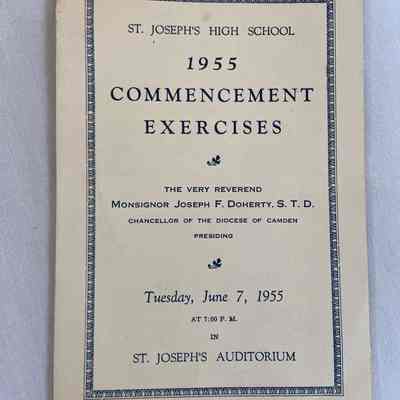 ST. JOSEPH'S HIGH SCHOOL
1955
COMMENCEMENT
EXERCISES
THE VERY REVEREND
MONSIGNOR JOSEPH F. DOHERTY, S. T. D.
CHANCELLOR OF THE DIOCESE OF CAMDEN
PRESIDING
Tuesday, June 7, 1955
AT 7:00 P. M.
IN
ST. JOSEPH'S AUDITORIUM